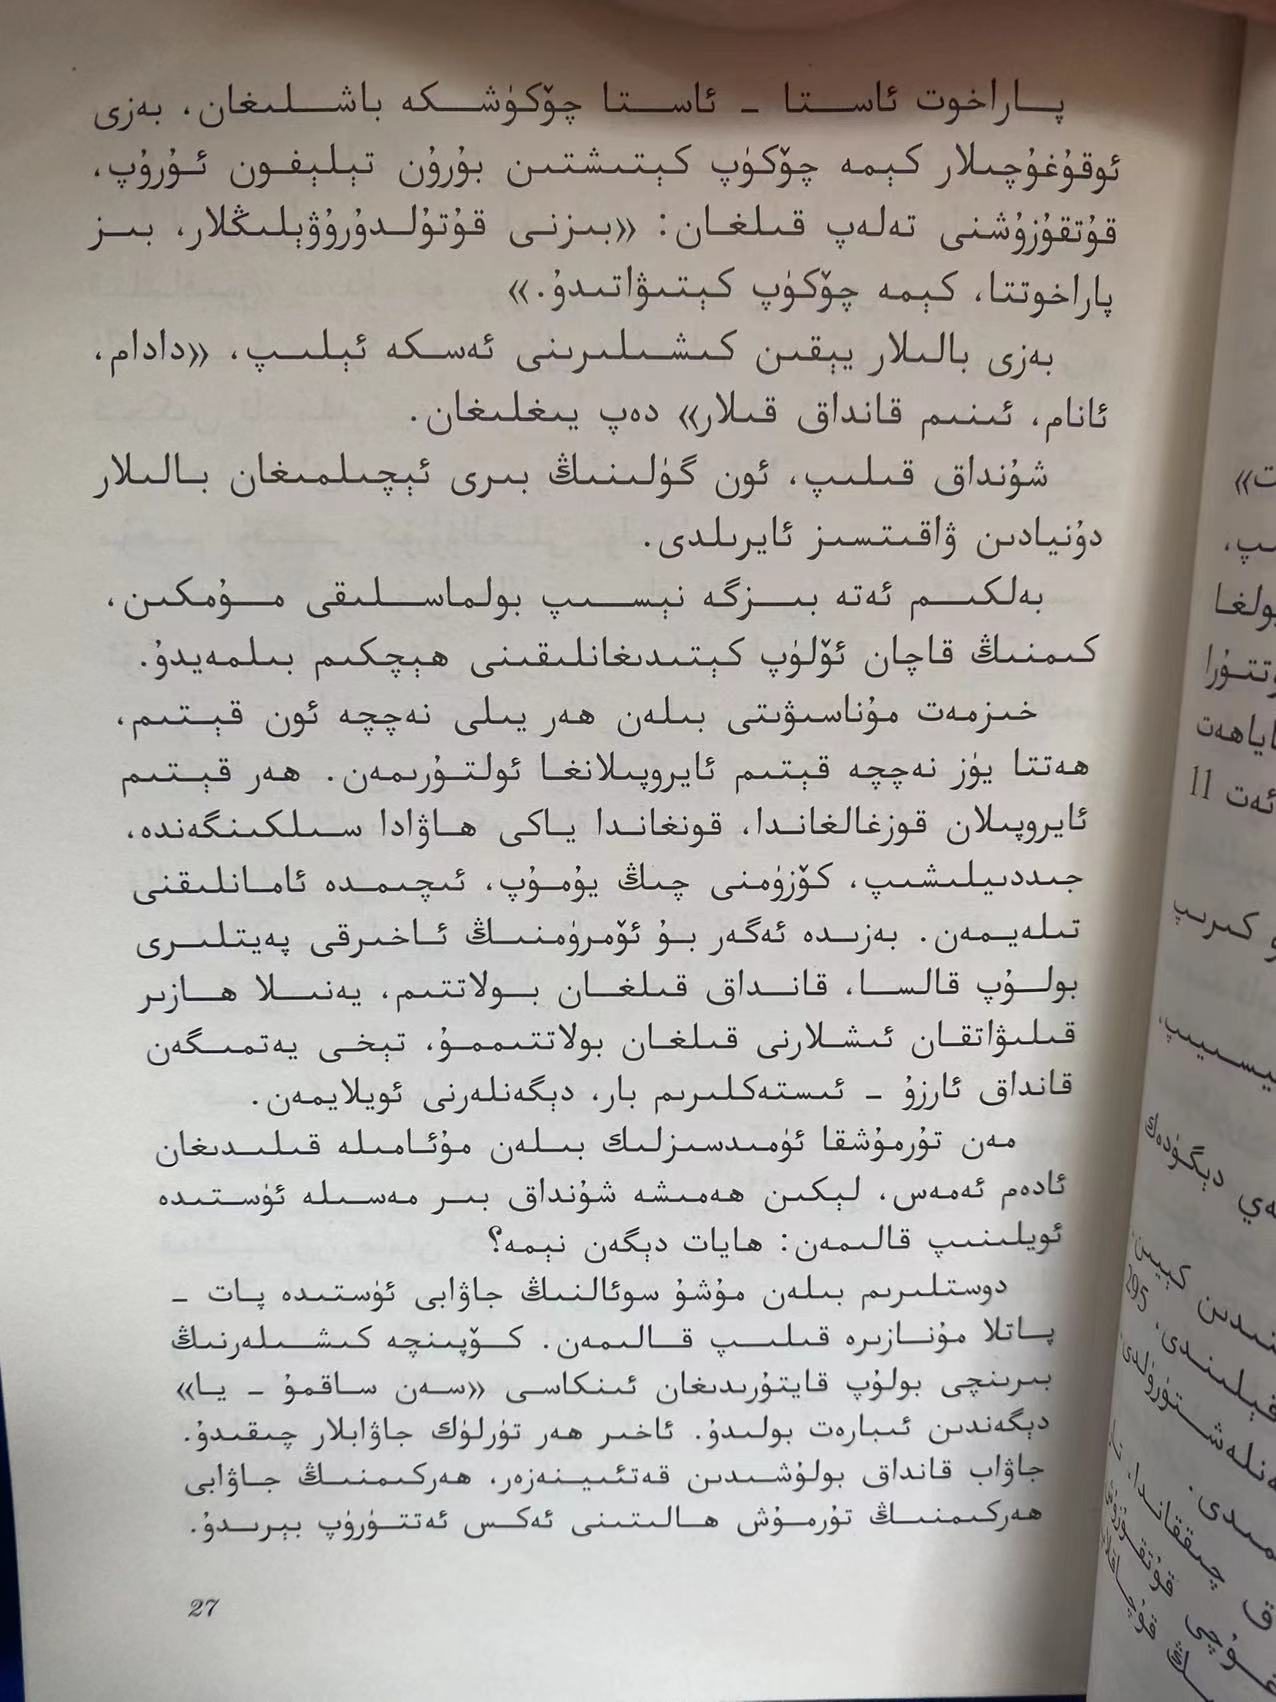 پاراخوت ئاستا - ئاستا چۆكۈشكە باشلىغان، بەزى
ئوقۇغۇچىلار كېمە چۆكۈپ كېتىشتىن بۇرۇن تېلېفون ئۇرۇپ،
قۇتقۇزۇشنى تەلەپ قىلغان: «بىزنى قۇتۇلدۇرۇۋېلىڭلار، بىز
پاراخوتتا، كېمە چۆكۈپ كېتىۋاتىدۇ.»
بەزى بالىلار يېقىن كىشىلىرىنى ئەسكە ئېلىپ، «دادام،
ئانام، ئىنىم قانداق قىلار» دەپ يىغلىغان.
شۇنداق قىلىپ، ئون گۈلىنىڭ بىرى ئېچىلمىغان بالىلار
دۇنيادىن ۋاقىتسىز ئايرىلدى.
بەلكىم ئەتە بىزگە نېسىپ بولماسلىقى مۇمكىن،
كىمنىڭ قاچان ئۆلۈپ كېتىدىغانلىقىنى ھېچكىم بىلمەيدۇ.
خىزمەت مۇناسىۋىتى بىلەن ھەر يىلى نەچچە ئون قېتىم،
ھەتتا يۈز نەچچە قېتىم ئايروپىلانغا ئولتۇرىمەن. ھەر قېتىم
ئايروپىلان قوزغالغاندا، قونغاندا ياكى ھاۋادا سىلكىنگەندە،
جىددىيلىشىپ، كۆزۈمنى چىڭ يۇمۇپ، ئىچىمدە ئامانلىقنى
تىلەيمەن. بەزىدە ئەگەر بۇ ئۆمرۈمنىڭ ئاخىرقى پەيتلىرى
بولۇپ قالسا، قانداق قىلغان بولاتتىم، يەنىلا ھازىر
قىلىۋاتقان ئىشلارنى قىلغان بولاتتىممۇ، تېخى يەتمىگەن
قانداق ئارزۇ - ئىستەكلىرىم بار، دېگەنلەرنى ئويلايمەن.
مەن تۇرمۇشقا ئۈمىدسىزلىك بىلەن مۇئامىلە قىلىدىغان
ئادەم ئەمەس، لېكىن ھەمىشە شۇنداق بىر مەسىلە ئۈستىدە
ئويلىنىپ قالىمەن: ھايات دېگەن نېمە؟
دوستلىرىم بىلەن مۇشۇ سوئالنىڭ جاۋابى ئۈستىدە پات -
پاتلا مۇنازىرە قىلىپ قالىمەن. كۆپىنچە كىشىلەرنىڭ
بىرىنچى بولۇپ قايتۇرىدىغان ئىنكاسى «سەن ساقمۇ - يا»
دېگەندىن ئىبارەت بولىدۇ. ئاخىر ھەر تۈرلۈك جاۋابلار چىقىدۇ.
جاۋاب قانداق بولۇشىدىن قەتئىينەزەر، ھەركىمنىڭ جاۋابى
ھەركىمنىڭ تۇرمۇش ھالىتىنى ئەكس ئەتتۈرۈپ بېرىدۇ.
27